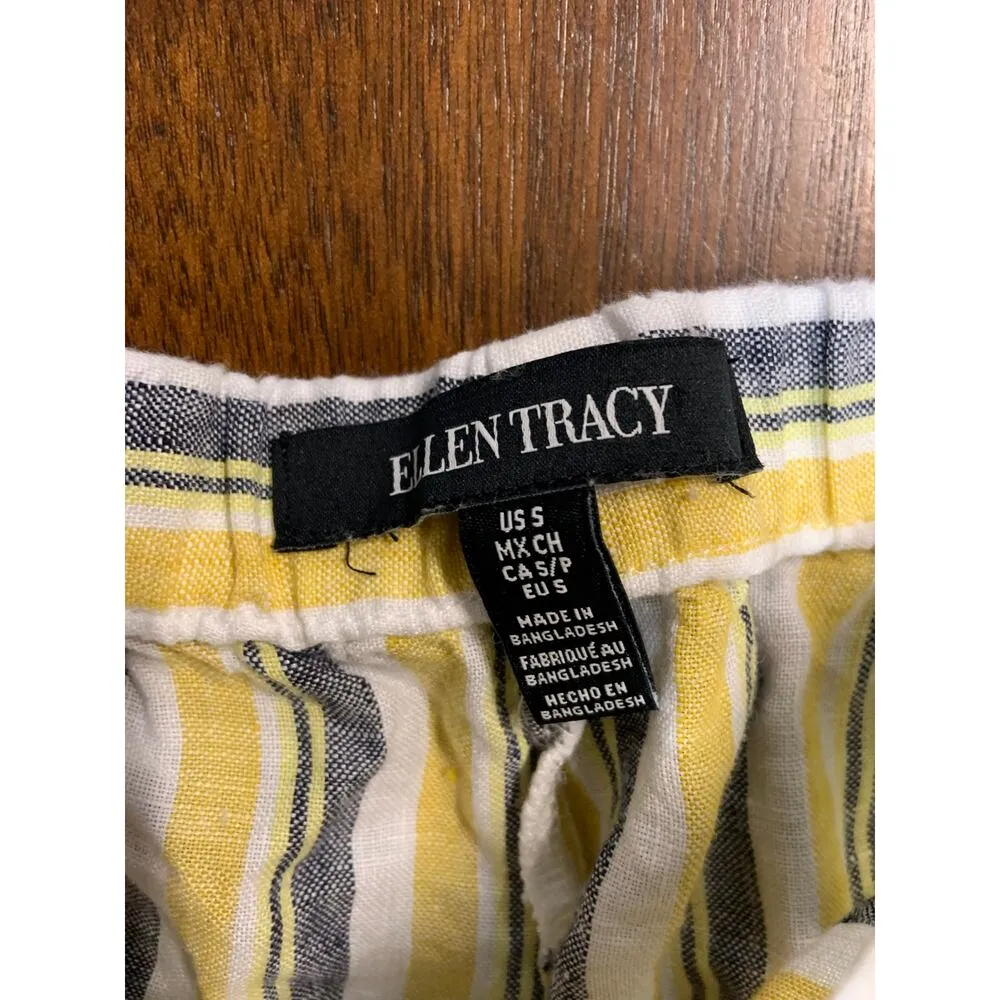 ELLEN TRACY
US S
MX CH
CA S/P
EU S
MADE IN
BANGLADESH
FABRIQUÉ AU
BANGLADESH
HECHO EN
BANGLADESH